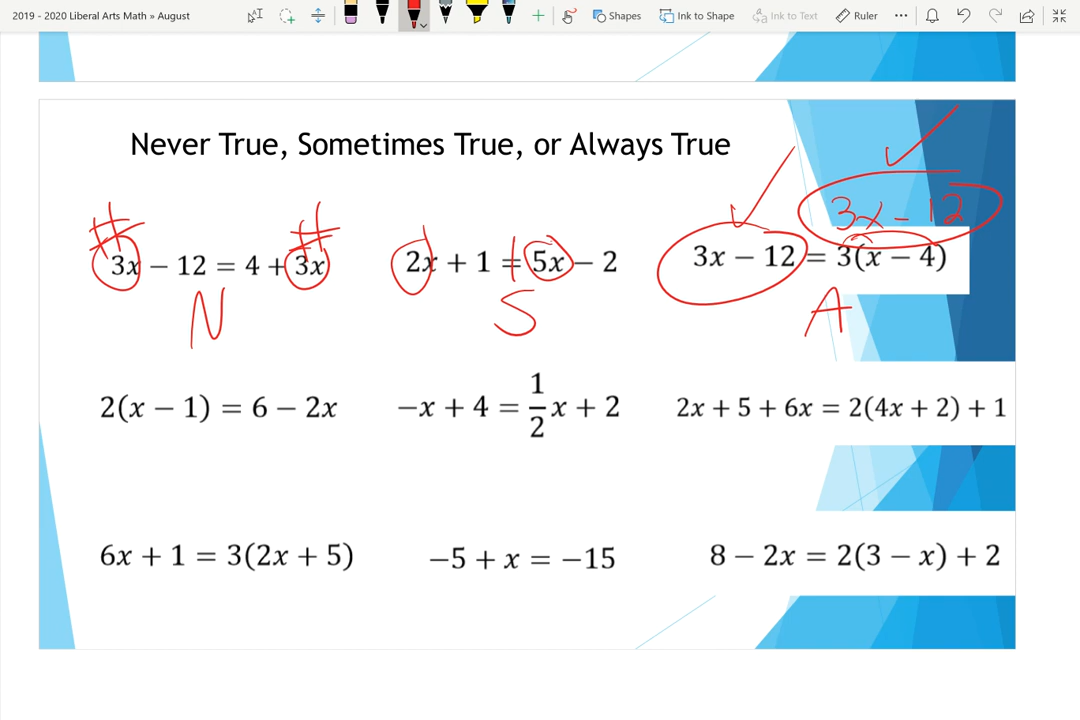 2019 - 2020 Liberal Arts Math » August
Shapes
Ink to Shape
Ink to Text
Ruler
Never True, Sometimes True, or Always True
3x - 12
# #
3x − 12 = 4 + 3x
2x + 1 = 5x − 2
3x − 12 = 3(x − 4)
N
S
A
2(x − 1) = 6 − 2x
−x + 4 = 1/2 x + 2
2x + 5 + 6x = 2(4x + 2) + 1
6x + 1 = 3(2x + 5)
−5 + x = −15
8 − 2x = 2(3 − x) + 2